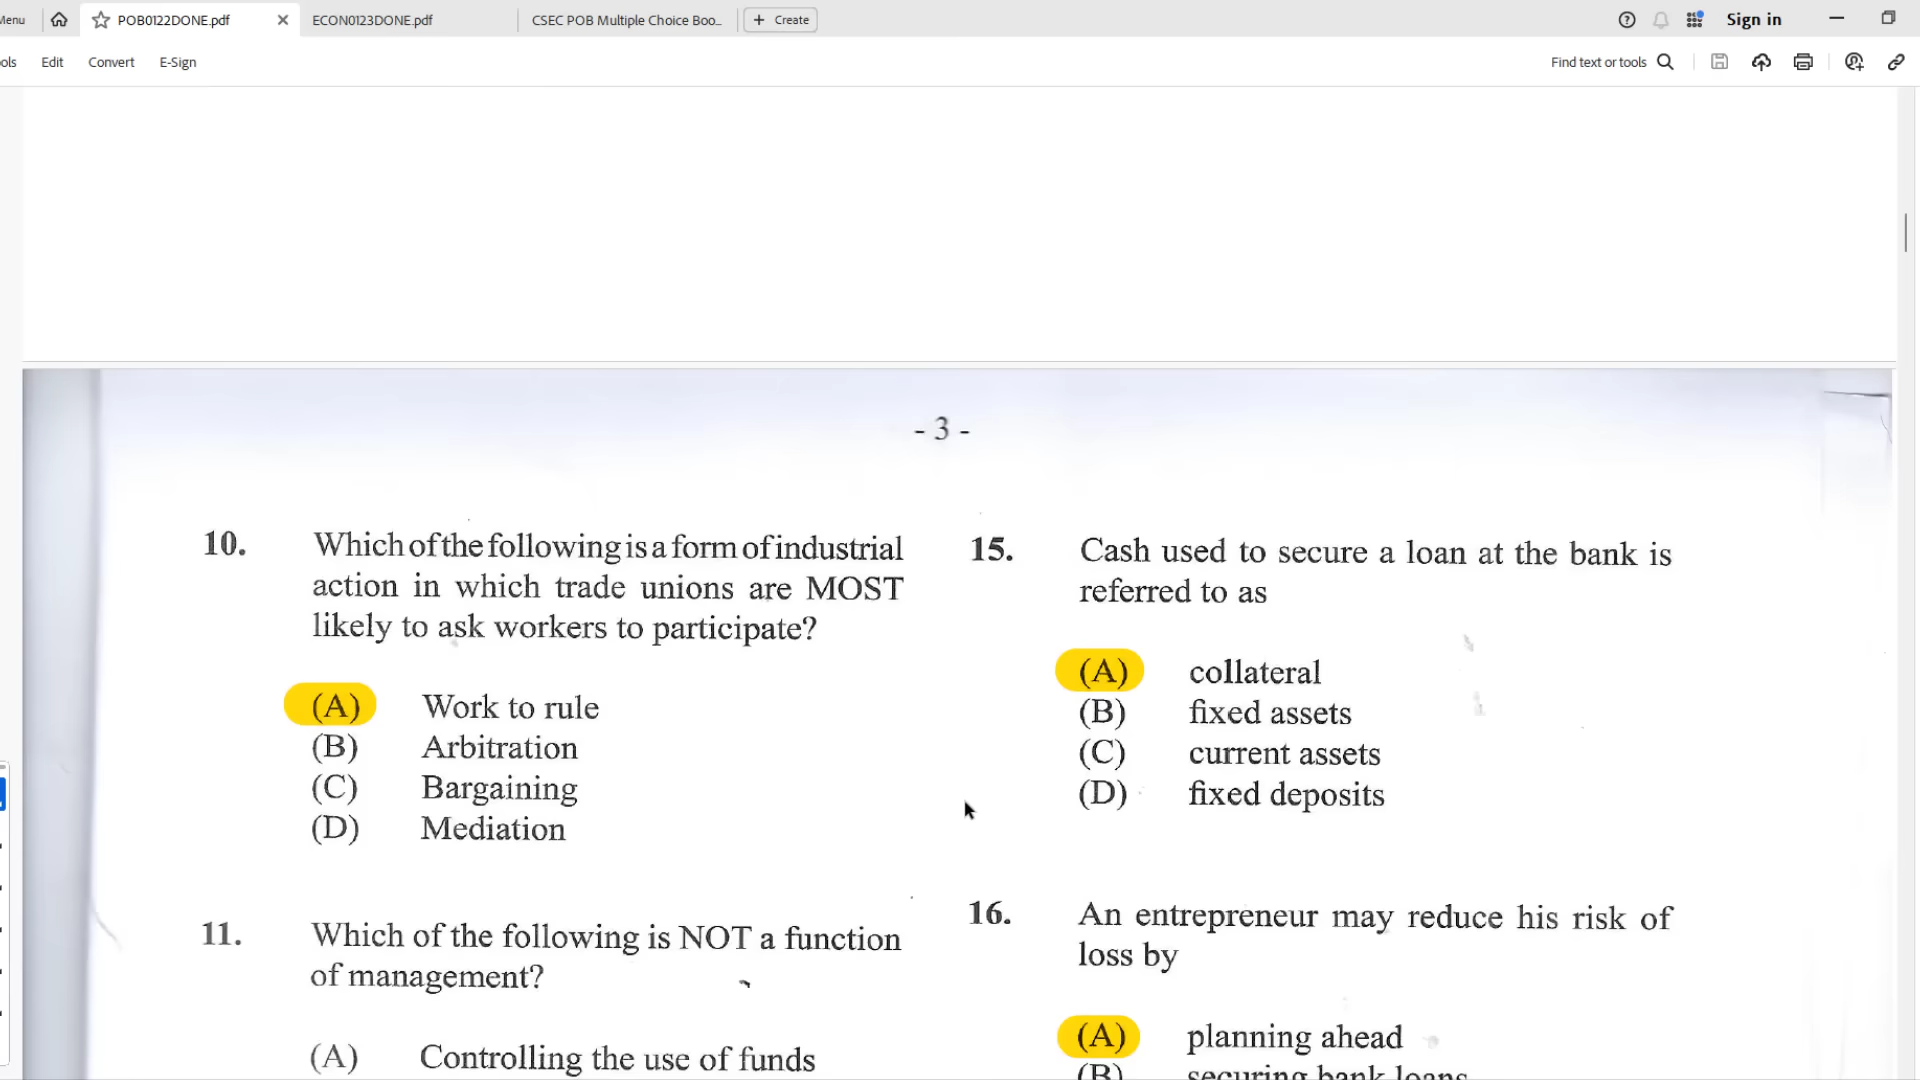 Menu
POB0122DONE.pdf
ECON0123DONE.pdf
CSEC POB Multiple Choice Boo...
Create
Sign in
Edit
Convert
E-Sign
Find text or tools
- 3 -
10. Which of the following is a form of industrial
action in which trade unions are MOST
likely to ask workers to participate?
(A) Work to rule
(B) Arbitration
(C) Bargaining
(D) Mediation
11. Which of the following is NOT a function
of management?
(A) Controlling the use of funds
15. Cash used to secure a loan at the bank is
referred to as
(A) collateral
(B) fixed assets
(C) current assets
(D) fixed deposits
16. An entrepreneur may reduce his risk of
loss by
(A) planning ahead
(B) securing bank loans